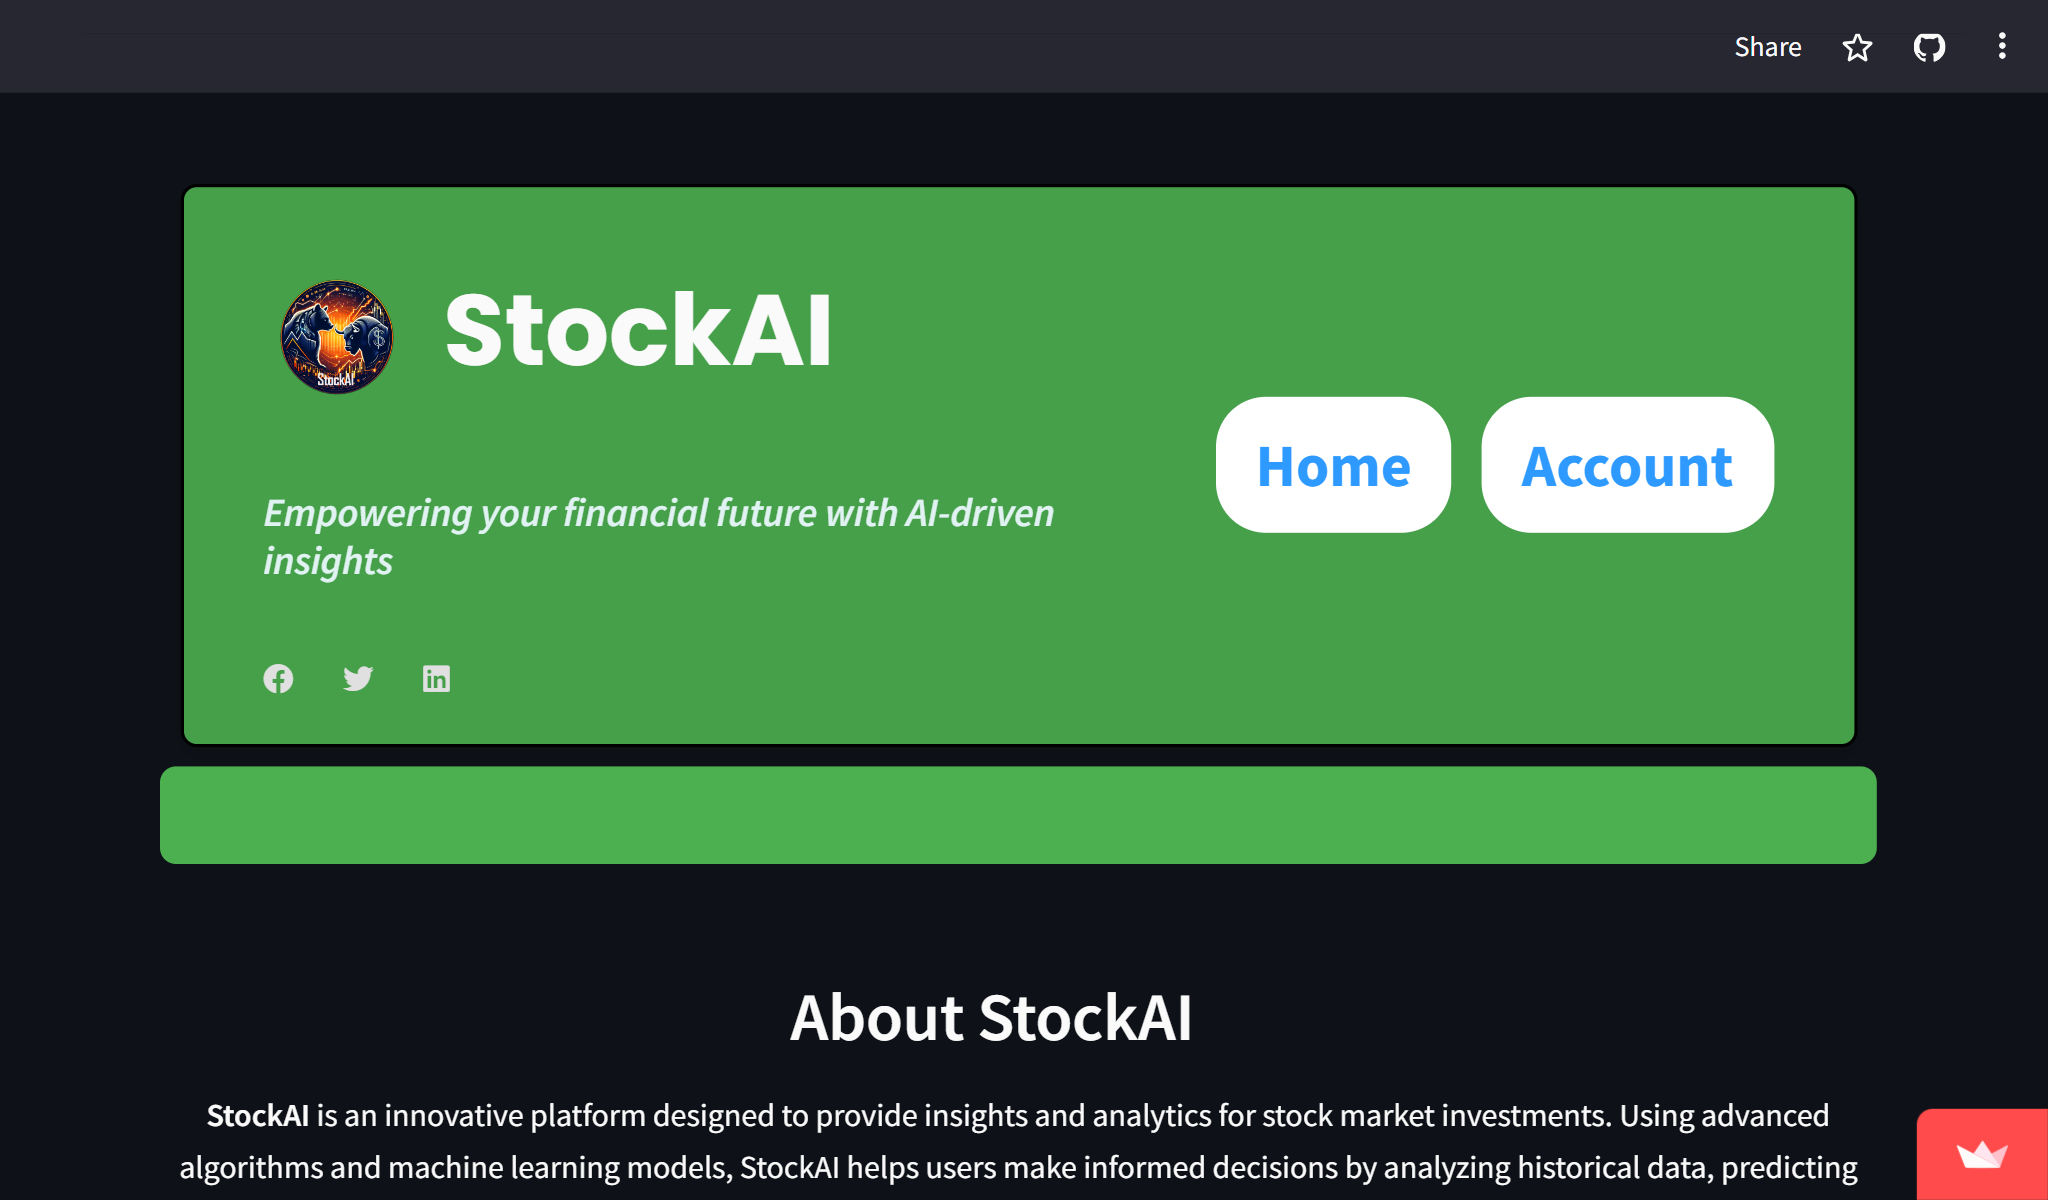 Share
StockAI
StockAI
Home
Account
Empowering your financial future with AI-driven
insights
About StockAI
StockAI is an innovative platform designed to provide insights and analytics for stock market investments. Using advanced
algorithms and machine learning models, StockAI helps users make informed decisions by analyzing historical data, predicting